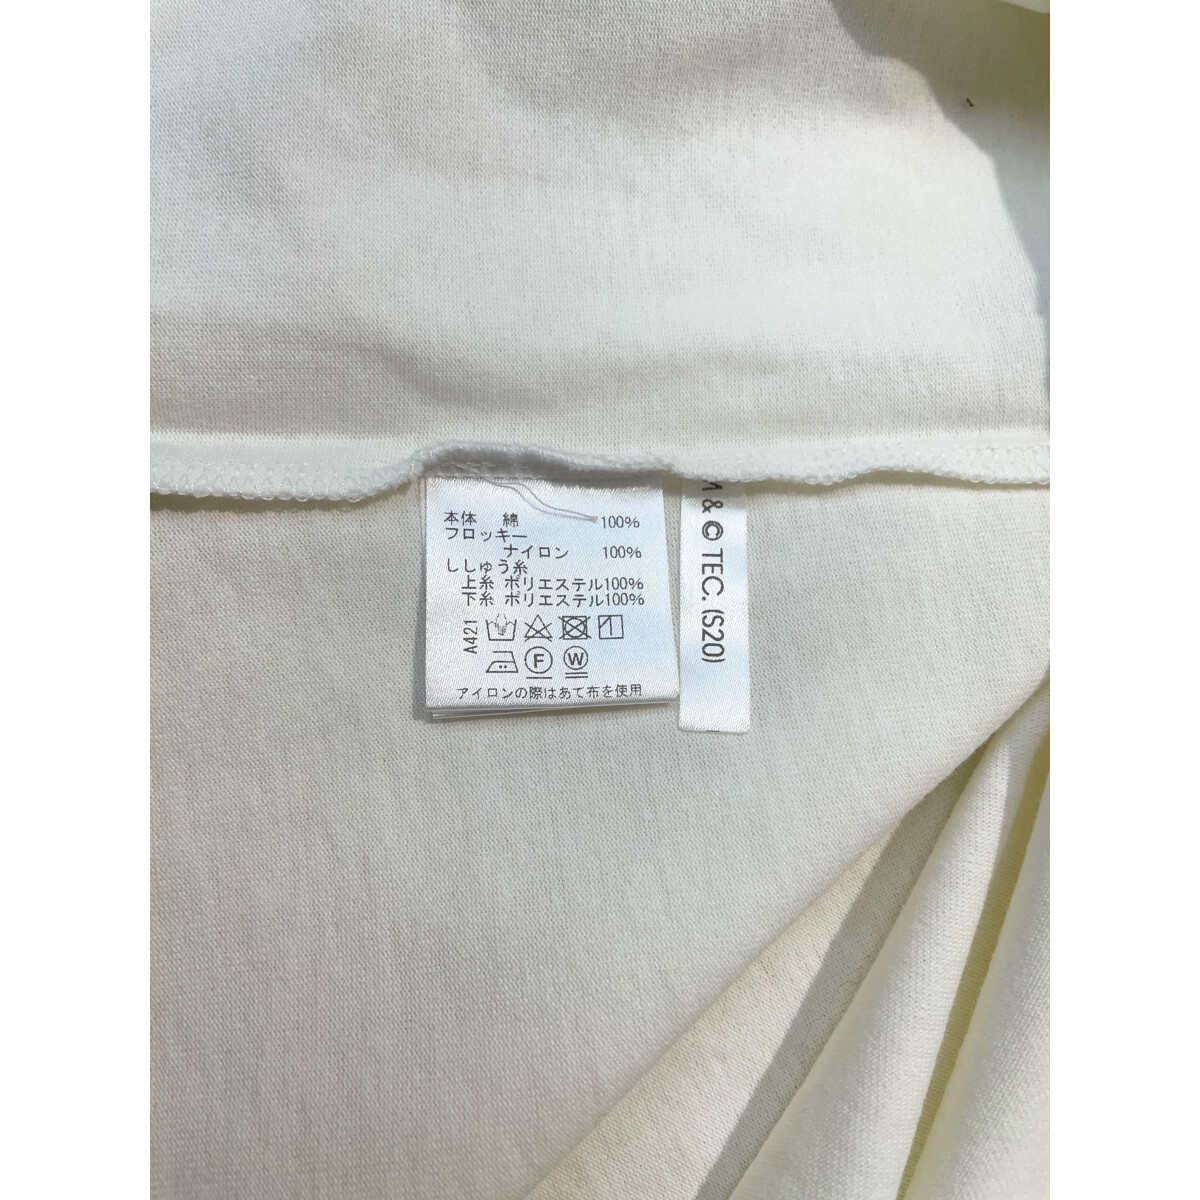 本体 綿 100%
フロッキー
ナイロン 100%
ししゅう糸
上糸 ポリエステル100%
下糸 ポリエステル100%
A421
F W
アイロンの際はあて布を使用
& © TEC. (S20)